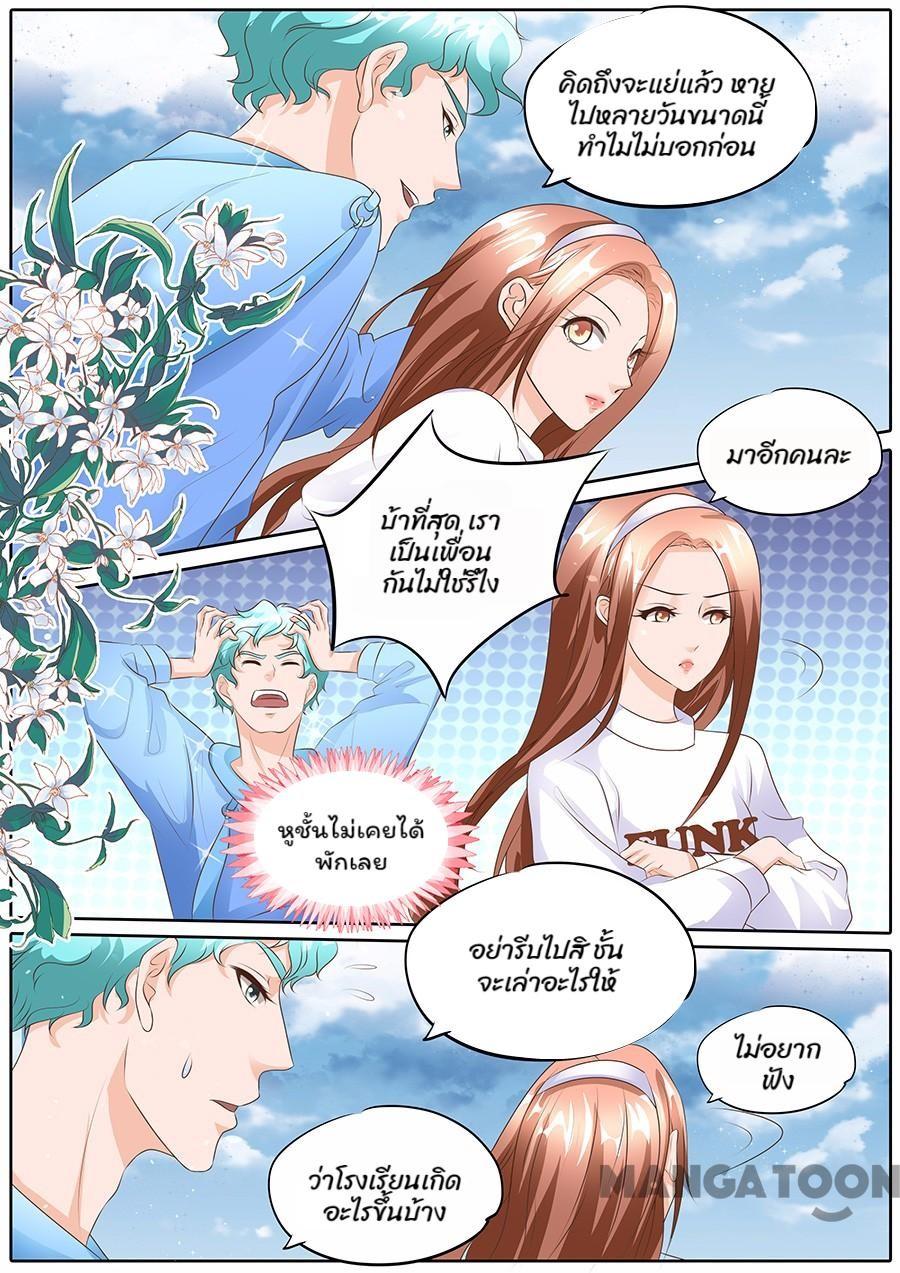 คิดถึงจะแย่แล้ว หาย
ไปหลายวันขนาดนี้
ทำไมไม่บอกก่อน
มาอีกคนละ
บ้าที่สุด เรา
เป็นเพื่อน
กันไม่ใช่รึไง
FUNK
หูชั้นไม่เคยได้
พักเลย
อย่ารีบไปสิ ชั้น
จะเล่าอะไรให้
ไม่อยาก
ฟัง
ว่าโรงเรียนเกิด
อะไรขึ้นบ้าง
MANGATOON